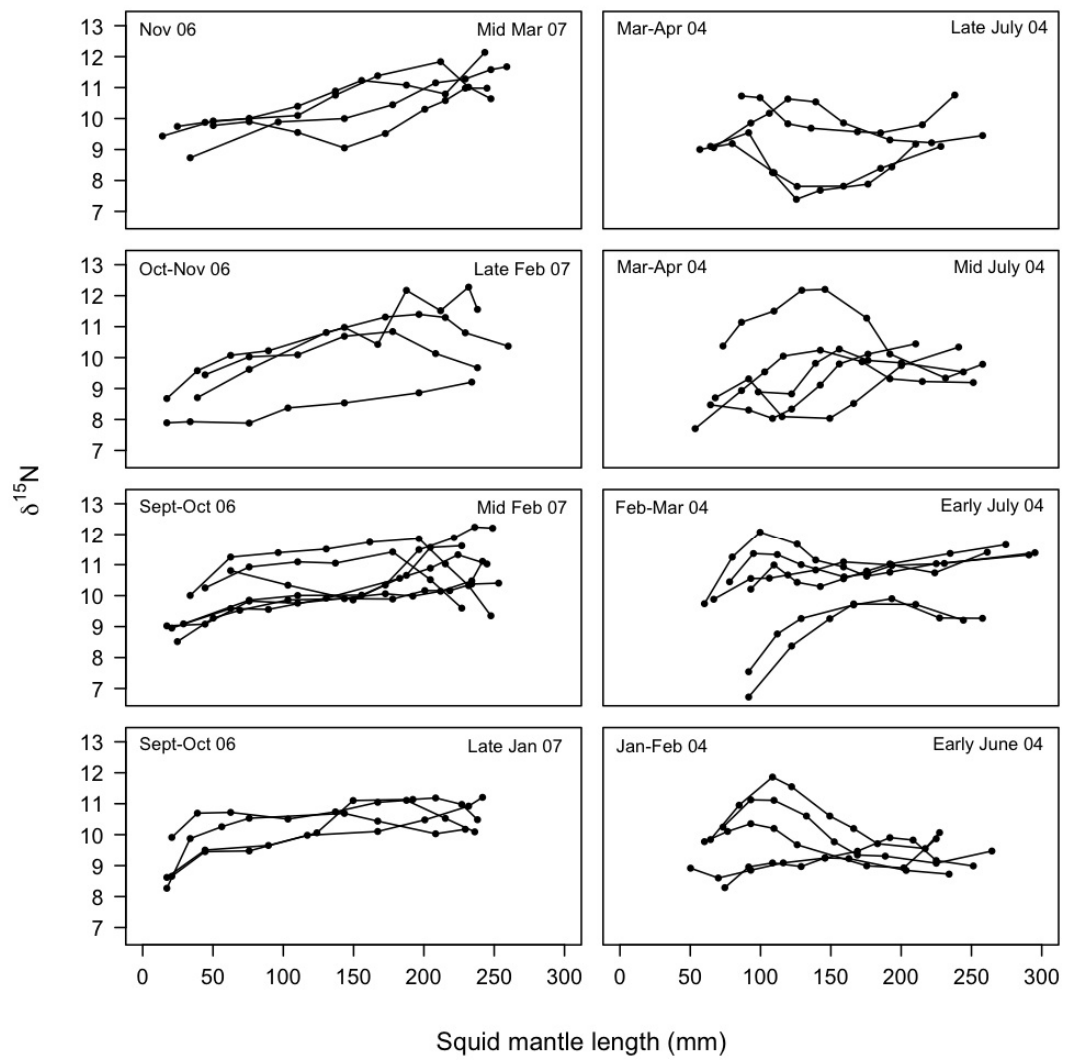 Nov 06 Mid Mar 07
Mar-Apr 04 Late July 04
13
12
11
10
9
8
7
Oct-Nov 06 Late Feb 07
Mar-Apr 04 Mid July 04
13
12
11
10
9
8
7
δ15N
Sept-Oct 06 Mid Feb 07
Feb-Mar 04 Early July 04
13
12
11
10
9
8
7
Sept-Oct 06 Late Jan 07
Jan-Feb 04 Early June 04
13
12
11
10
9
8
7
0 50 100 150 200 250 300
0 50 100 150 200 250 300
Squid mantle length (mm)